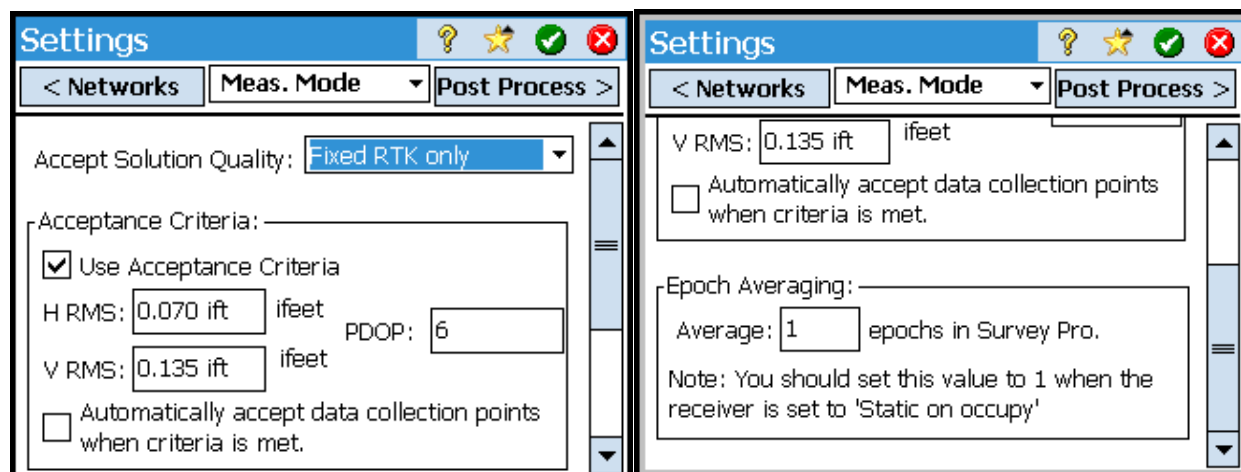 Settings
< Networks
Meas. Mode
Post Process >
Accept Solution Quality:
Fixed RTK only
Acceptance Criteria:
Use Acceptance Criteria
H RMS: 0.070 ift ifeet
PDOP: 6
V RMS: 0.135 ift ifeet
Automatically accept data collection points
when criteria is met.
Settings
< Networks
Meas. Mode
Post Process >
V RMS: 0.135 ift ifeet
Automatically accept data collection points
when criteria is met.
Epoch Averaging:
Average: 1 epochs in Survey Pro.
Note: You should set this value to 1 when the
receiver is set to 'Static on occupy'